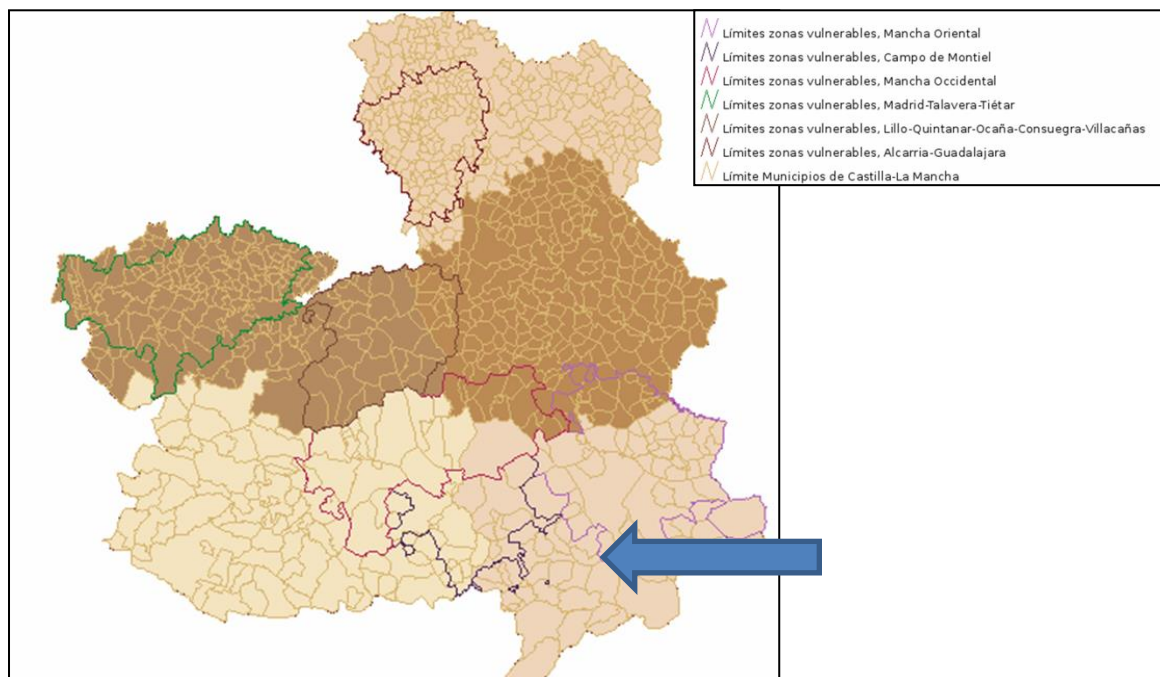 Límites zonas vulnerables, Mancha Oriental
Límites zonas vulnerables, Campo de Montiel
Límites zonas vulnerables, Mancha Occidental
Límites zonas vulnerables, Madrid-Talavera-Tiétar
Límites zonas vulnerables, Lillo-Quintanar-Ocaña-Consuegra-Villacañas
Límites zonas vulnerables, Alcarria-Guadalajara
Límite Municipios de Castilla-La Mancha